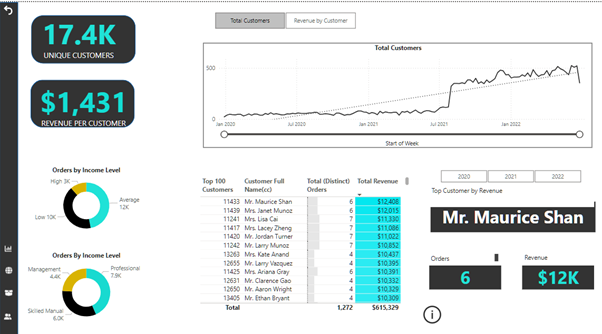 17.4K
UNIQUE CUSTOMERS
$1,431
REVENUE PER CUSTOMER
Total Customers
Revenue by Customer
Total Customers
500
0
Jan 2020
Jul 2020
Jan 2021
Jul 2021
Jan 2022
Start of Week
Orders by Income Level
High 3K
Average
12K
Low 10K
Orders By Income Level
Management
4.4K
Professional
7.9K
Skilled Manual
6.0K
Top 100 Customers Customer Full Name(cc) Total (Distinct) Orders Total Revenue
11433 Mr. Maurice Shan 6 $12,408
11439 Mrs. Janet Munoz 6 $12,015
11241 Mrs. Lisa Cai 7 $11,330
11417 Mrs. Lacey Zheng 7 $11,086
11420 Mr. Jordan Turner 7 $11,022
11242 Mr. Larry Munoz 7 $10,852
13263 Mrs. Kate Anand 4 $10,437
12655 Mr. Larry Vazquez 4 $10,395
11425 Mrs. Ariana Gray 7 $10,391
12631 Mr. Clarence Gao 4 $10,332
12650 Mr. Aaron Wright 4 $10,329
13405 Mr. Ethan Bryant 4 $10,309
Total 1,272 $615,329
2020
2021
2022
Top Customer by Revenue
Mr. Maurice Shan
Orders
6
Revenue
$12K